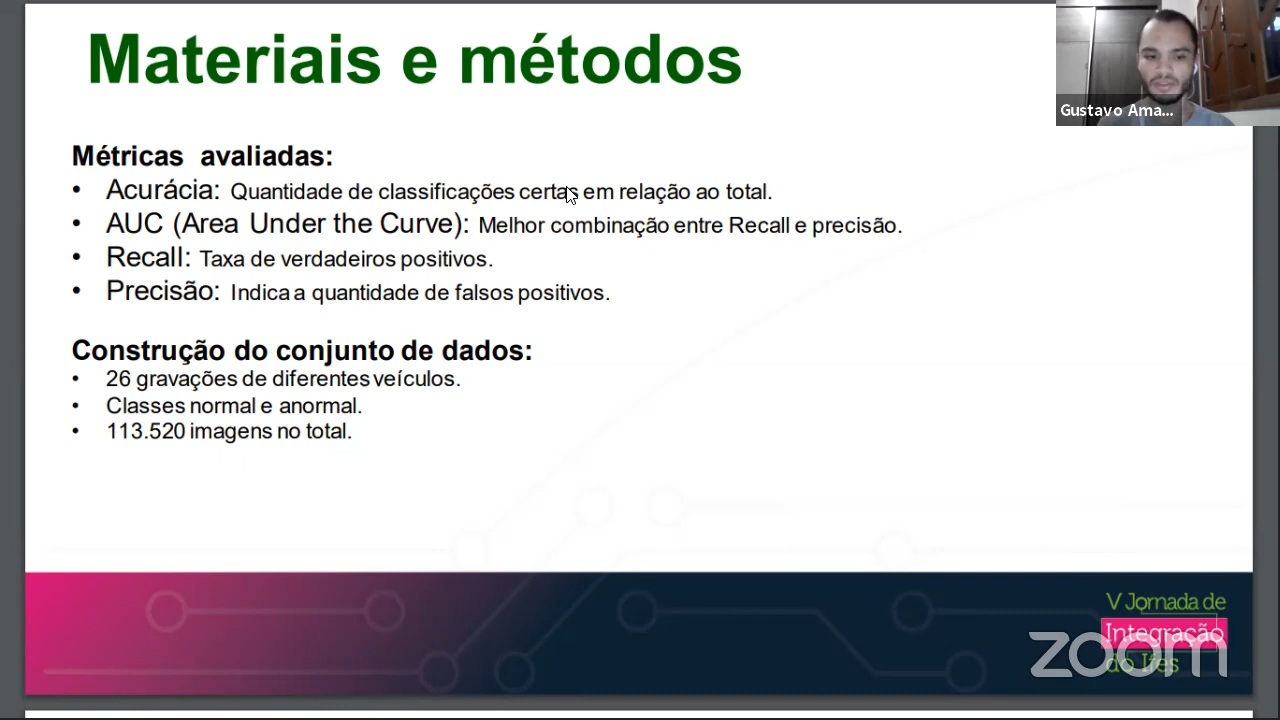 Materiais e métodos
Gustavo Ama...
Métricas avaliadas:
• Acurácia: Quantidade de classificações certas em relação ao total.
• AUC (Area Under the Curve): Melhor combinação entre Recall e precisão.
• Recall: Taxa de verdadeiros positivos.
• Precisão: Indica a quantidade de falsos positivos.
Construção do conjunto de dados:
• 26 gravações de diferentes veículos.
• Classes normal e anormal.
• 113.520 imagens no total.
V Jornada de
Integração
do Ifes
zoom